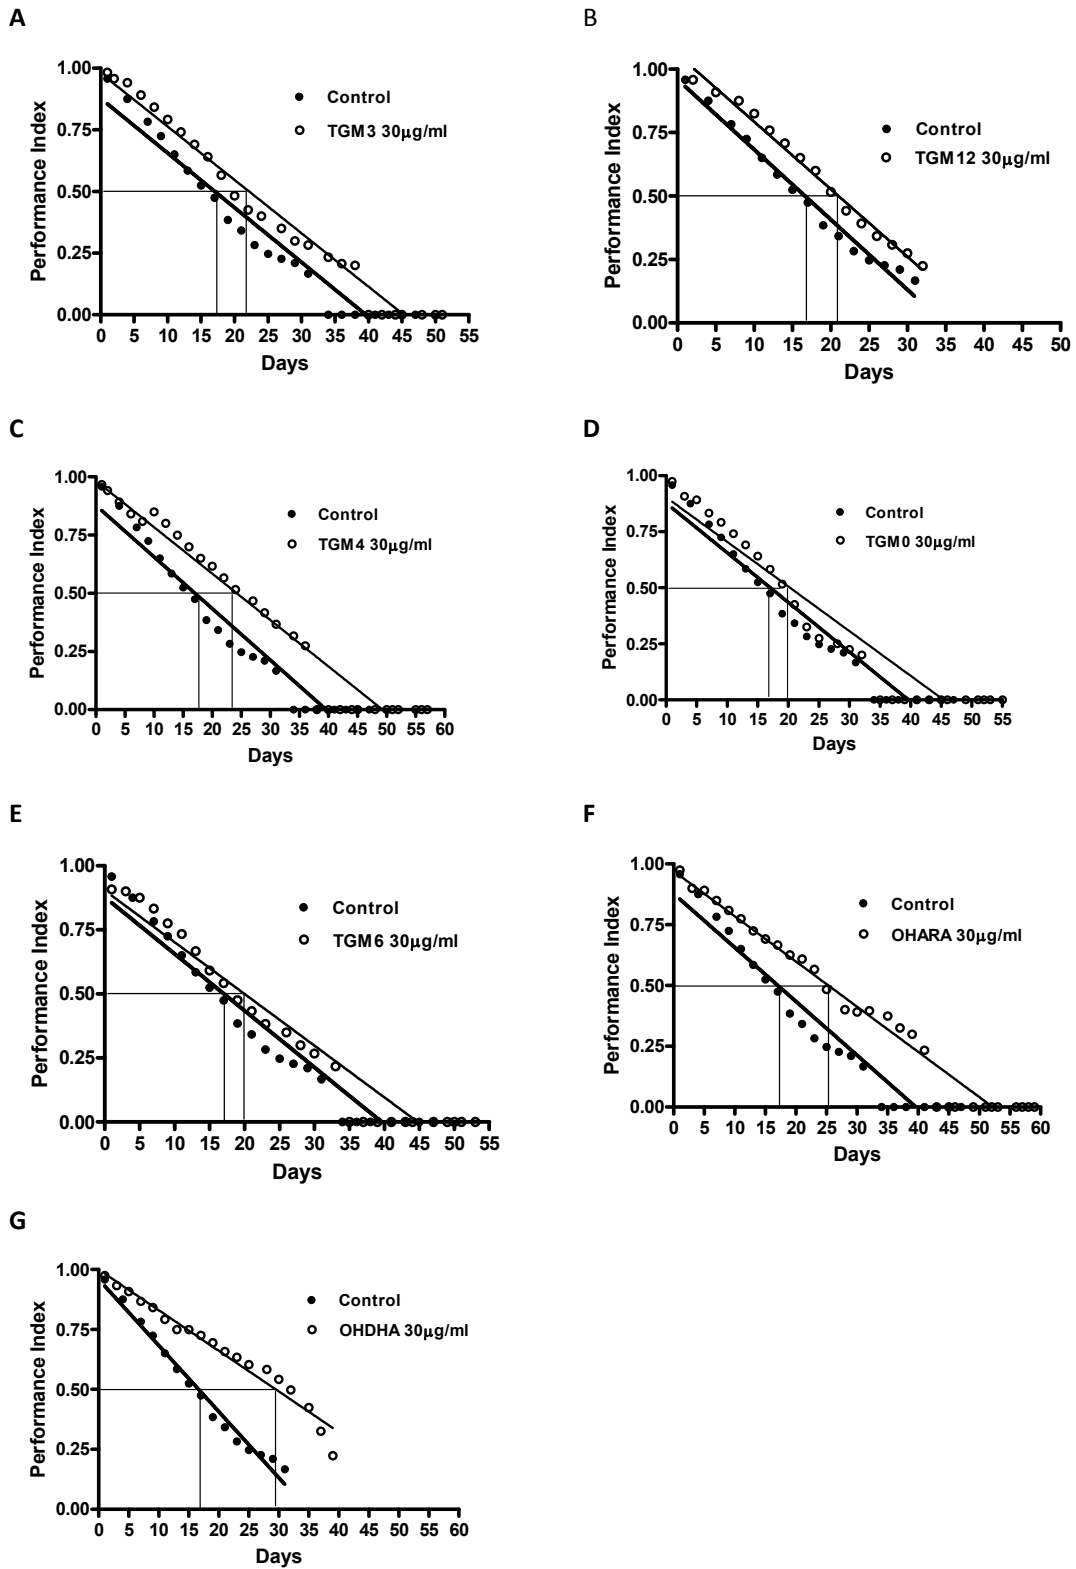 A
Performance Index
1.00
0.75
0.50
0.25
0.00
0 5 10 15 20 25 30 35 40 45 50 55
Days
Control
TGM3 30µg/ml
B
Performance Index
1.00
0.75
0.50
0.25
0.00
0 5 10 15 20 25 30 35 40 45 50
Days
Control
TGM12 30µg/ml
C
Performance Index
1.00
0.75
0.50
0.25
0.00
0 5 10 15 20 25 30 35 40 45 50 55 60
Days
Control
TGM4 30µg/ml
D
Performance Index
1.00
0.75
0.50
0.25
0.00
0 5 10 15 20 25 30 35 40 45 50 55
Days
Control
TGM0 30µg/ml
E
Performance Index
1.00
0.75
0.50
0.25
0.00
0 5 10 15 20 25 30 35 40 45 50 55
Days
Control
TGM6 30µg/ml
F
Performance Index
1.00
0.75
0.50
0.25
0.00
0 5 10 15 20 25 30 35 40 45 50 55 60
Days
Control
OHARA 30µg/ml
G
Performance Index
1.00
0.75
0.50
0.25
0.00
0 5 10 15 20 25 30 35 40 45 50 55 60
Days
Control
OHDHA 30µg/ml